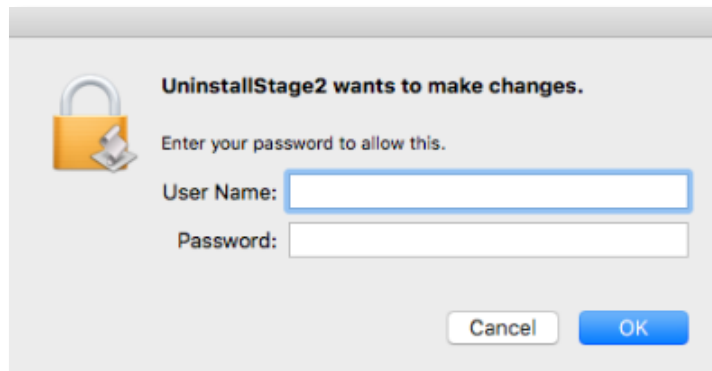 UninstallStage2 wants to make changes.
Enter your password to allow this.
User Name:
Password:
Cancel OK